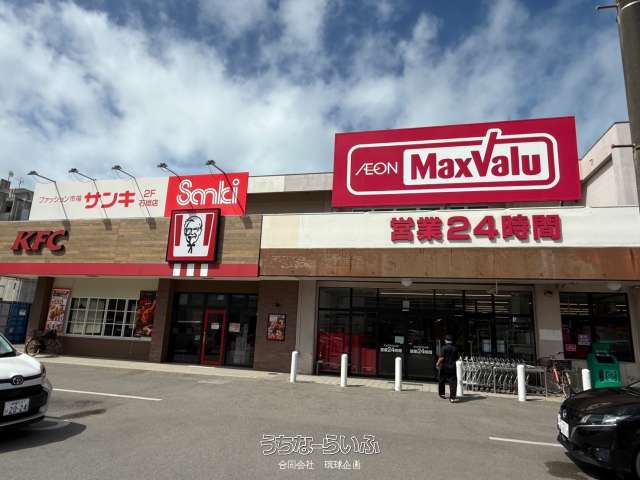 ファッション市場 サンキ 2F 石嶺店 Sanki
KFC
ÆON MaxValu
営業24時間
うちなーらいふ
合同会社 琉球企画